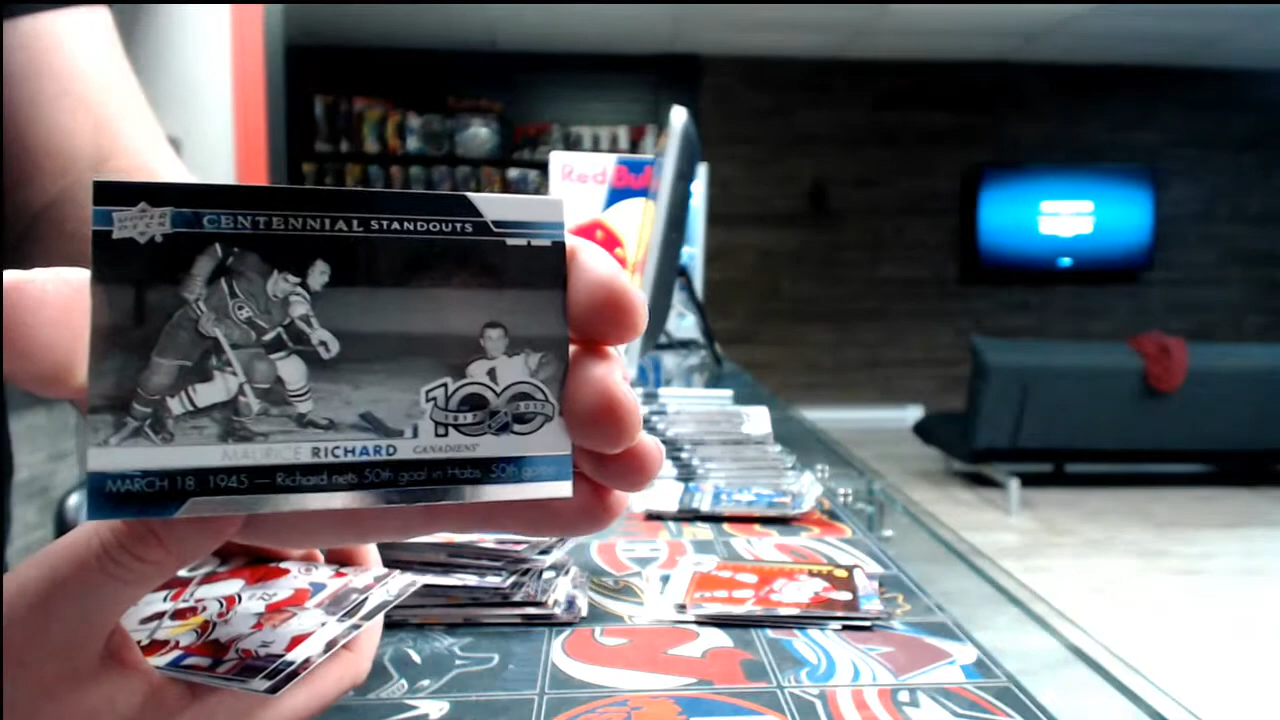 UPPER
DECK
CENTENNIAL STANDOUTS
Red Bull
100
1917 2017
MAURICE RICHARD CANADIENS
MARCH 18, 1945 — Richard nets 50th goal in Habs' 50th game